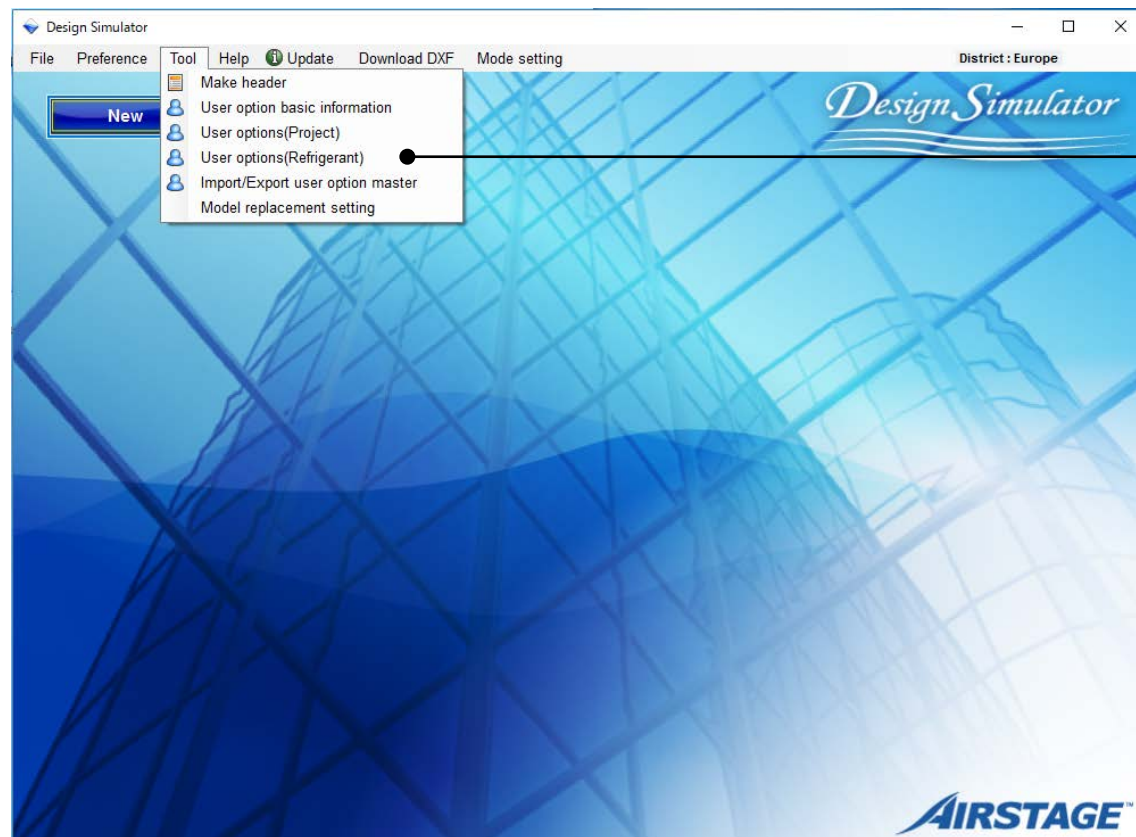 Design Simulator
File Preference Tool Help Update Download DXF Mode setting District : Europe
New
Make header
User option basic information
User options(Project)
User options(Refrigerant)
Import/Export user option master
Model replacement setting
Design Simulator
AIRSTAGE™